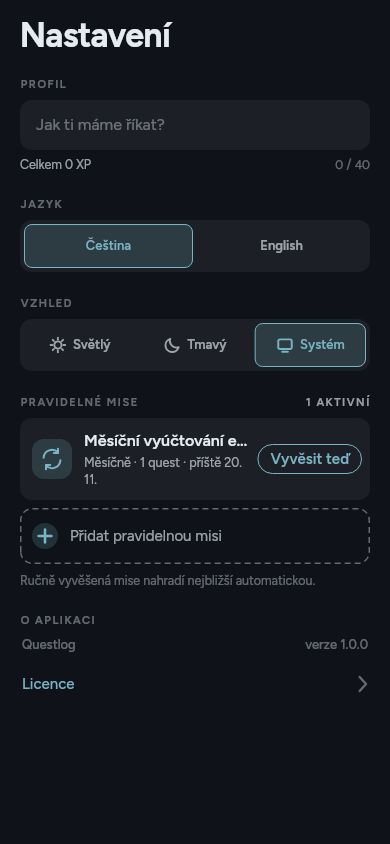 Nastavení
PROFIL
Jak ti máme říkat?
Celkem 0 XP
0 / 40
JAZYK
Čeština
English
VZHLED
Světlý
Tmavý
Systém
PRAVIDELNÉ MISE
1 AKTIVNÍ
Měsíční vyúčtování e...
Měsíčně · 1 quest · příště 20.
11.
Vyvěsit teď
Přidat pravidelnou misi
Ručně vyvěšená mise nahradí nejbližší automatickou.
O APLIKACI
Questlog
verze 1.0.0
Licence